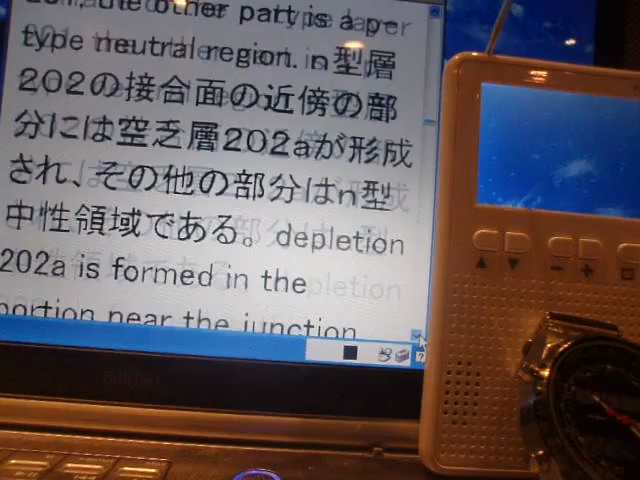 other part is a per
type neutral region. n型層
202の接合面の近傍の部
分には空乏層202aが形成
され、その他の部分はn型
中性領域である。depletion
202a is formed in the
portion near the junction
FUJITSU